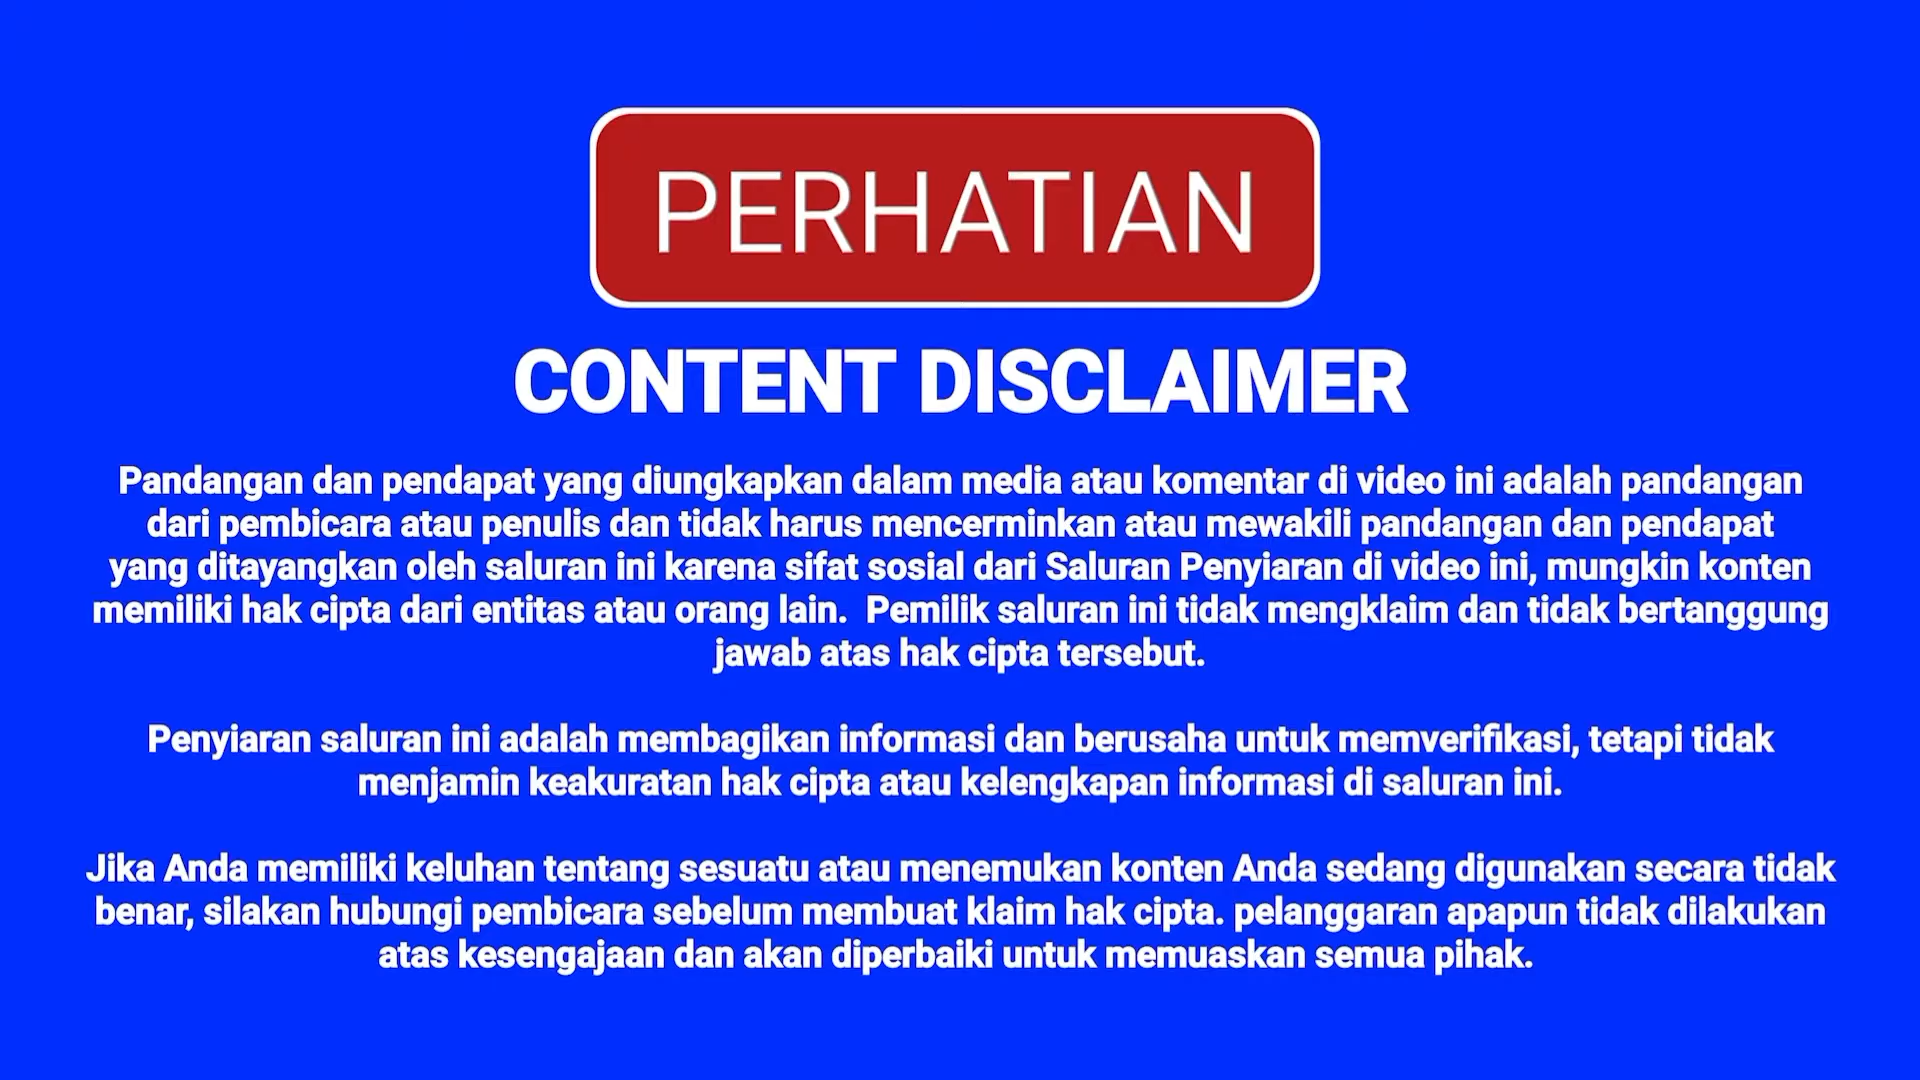 PERHATIAN
CONTENT DISCLAIMER
Pandangan dan pendapat yang diungkapkan dalam media atau komentar di video ini adalah pandangan
dari pembicara atau penulis dan tidak harus mencerminkan atau mewakili pandangan dan pendapat
yang ditayangkan oleh saluran ini karena sifat sosial dari Saluran Penyiaran di video ini, mungkin konten
memiliki hak cipta dari entitas atau orang lain.  Pemilik saluran ini tidak mengklaim dan tidak bertanggung
jawab atas hak cipta tersebut.
Penyiaran saluran ini adalah membagikan informasi dan berusaha untuk memverifikasi, tetapi tidak
menjamin keakuratan hak cipta atau kelengkapan informasi di saluran ini.
Jika Anda memiliki keluhan tentang sesuatu atau menemukan konten Anda sedang digunakan secara tidak
benar, silakan hubungi pembicara sebelum membuat klaim hak cipta. pelanggaran apapun tidak dilakukan
atas kesengajaan dan akan diperbaiki untuk memuaskan semua pihak.